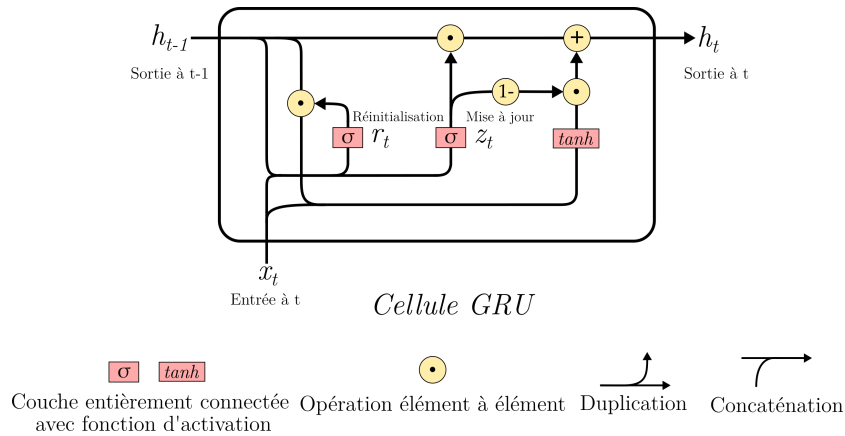 h_{t-1}
h_t
Sortie à t-1
Sortie à t
1-
Réinitialisation
Mise à jour
σ r_t
σ z_t
tanh
x_t
Entrée à t
Cellule GRU
σ tanh
Couche entièrement connectée
avec fonction d'activation
Opération élément à élément
Duplication
Concaténation